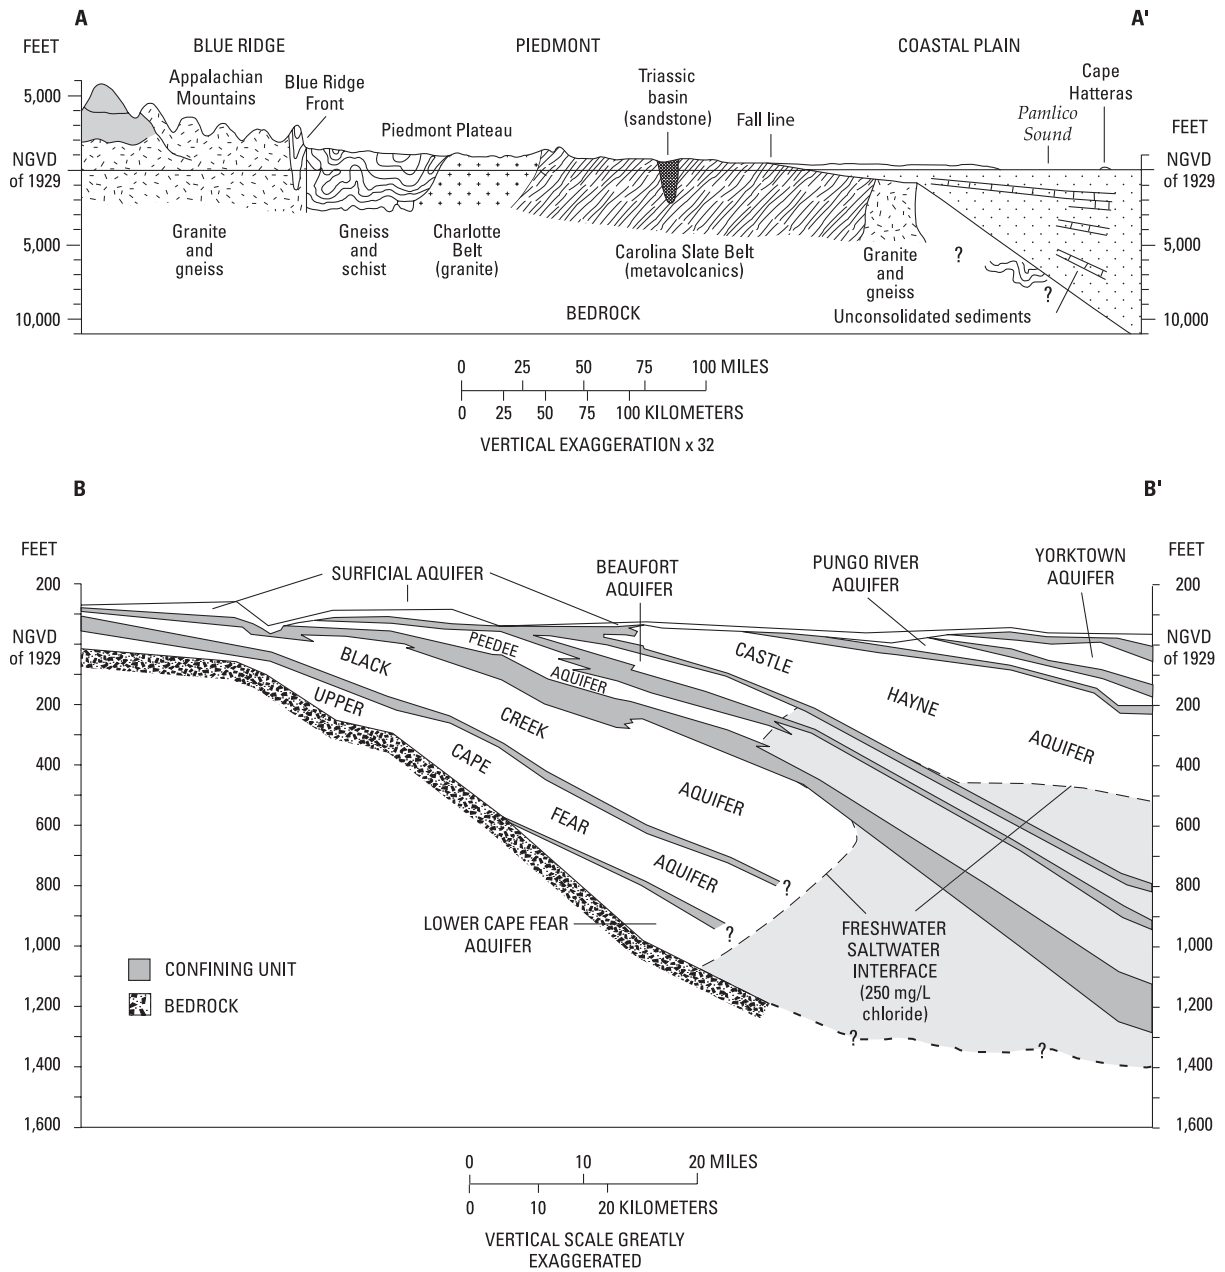 A
A'
FEET
BLUE RIDGE
PIEDMONT
COASTAL PLAIN
Appalachian
Mountains
Blue Ridge
Front
Piedmont Plateau
Triassic
basin
(sandstone)
Fall line
Pamlico
Sound
Cape
Hatteras
FEET
5,000
NGVD
of 1929
5,000
10,000
NGVD
of 1929
5,000
10,000
Granite
and
gneiss
Gneiss
and
schist
Charlotte
Belt
(granite)
Carolina Slate Belt
(metavolcanics)
Granite
and
gneiss
?
?
Unconsolidated sediments
BEDROCK
0 25 50 75 100 MILES
0 25 50 75 100 KILOMETERS
VERTICAL EXAGGERATION x 32
B
B'
FEET
FEET
SURFICIAL AQUIFER
BEAUFORT
AQUIFER
PUNGO RIVER
AQUIFER
YORKTOWN
AQUIFER
200
NGVD
of 1929
200
400
600
800
1,000
1,200
1,400
1,600
200
NGVD
of 1929
200
400
600
800
1,000
1,200
1,400
1,600
PEEDEE
AQUIFER
CASTLE
HAYNE
AQUIFER
BLACK
CREEK
AQUIFER
UPPER
CAPE
FEAR
AQUIFER
?
?
LOWER CAPE FEAR
AQUIFER
FRESHWATER
SALTWATER
INTERFACE
(250 mg/L
chloride)
?
?
CONFINING UNIT
BEDROCK
0 10 20 MILES
0 10 20 KILOMETERS
VERTICAL SCALE GREATLY
EXAGGERATED